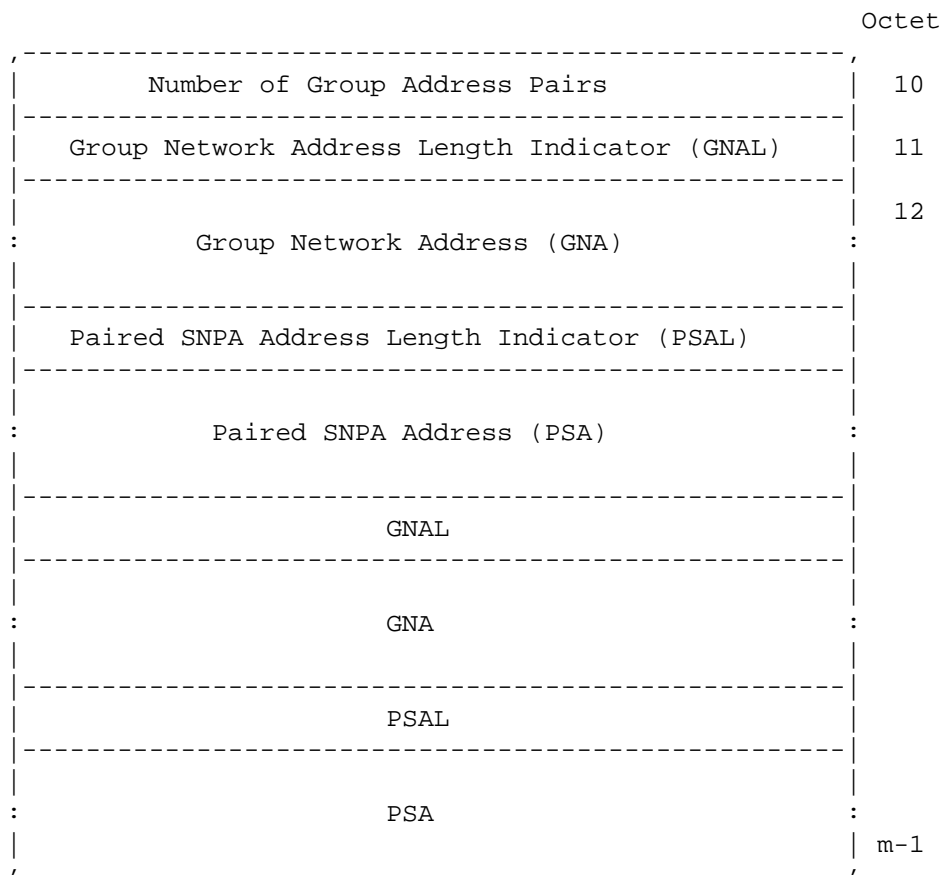 Octet
Number of Group Address Pairs 10
Group Network Address Length Indicator (GNAL) 11
12
Group Network Address (GNA)
Paired SNPA Address Length Indicator (PSAL)
Paired SNPA Address (PSA)
GNAL
GNA
PSAL
PSA
m-1